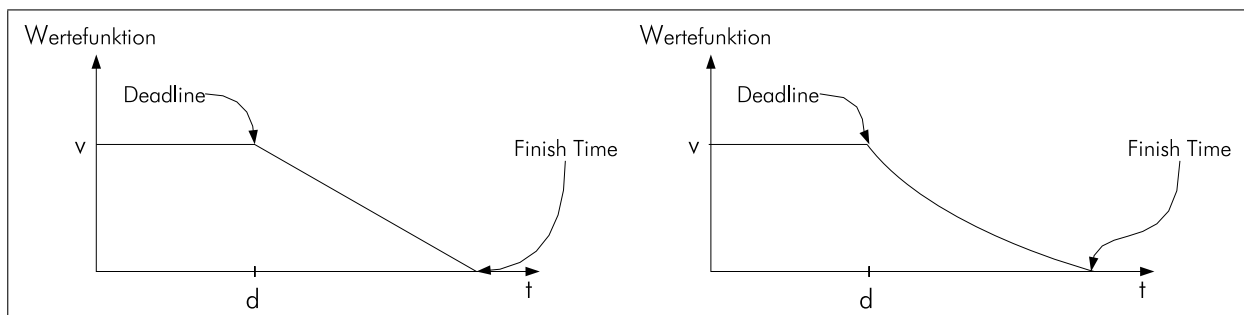 Wertefunktion
Deadline
v
Finish Time
d
t
Wertefunktion
Deadline
v
Finish Time
d
t